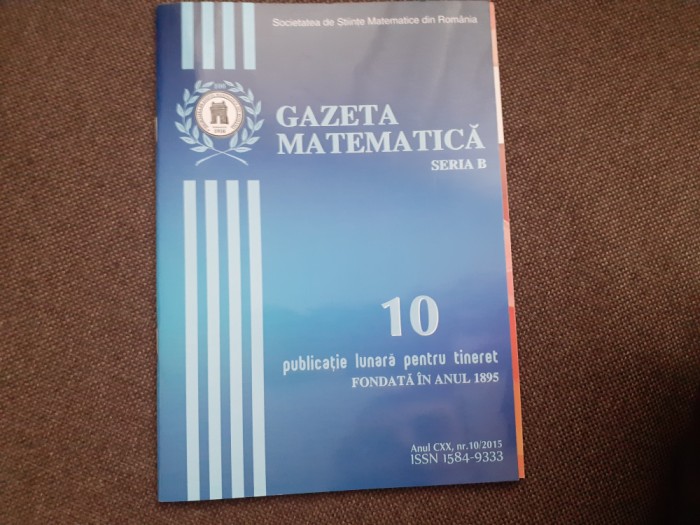 Societatea de Științe Matematice din România
GAZETA
MATEMATICĂ
SERIA B
10
publicație lunară pentru tineret
FONDATĂ ÎN ANUL 1895
Anul CXX, nr.10/2015
ISSN 1584-9333